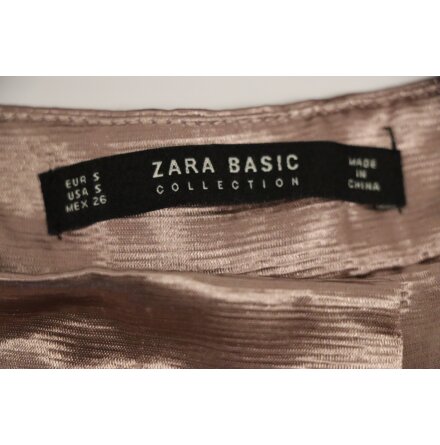 EUR S
USA S
MEX 26
ZARA BASIC
COLLECTION
MADE
IN
CHINA